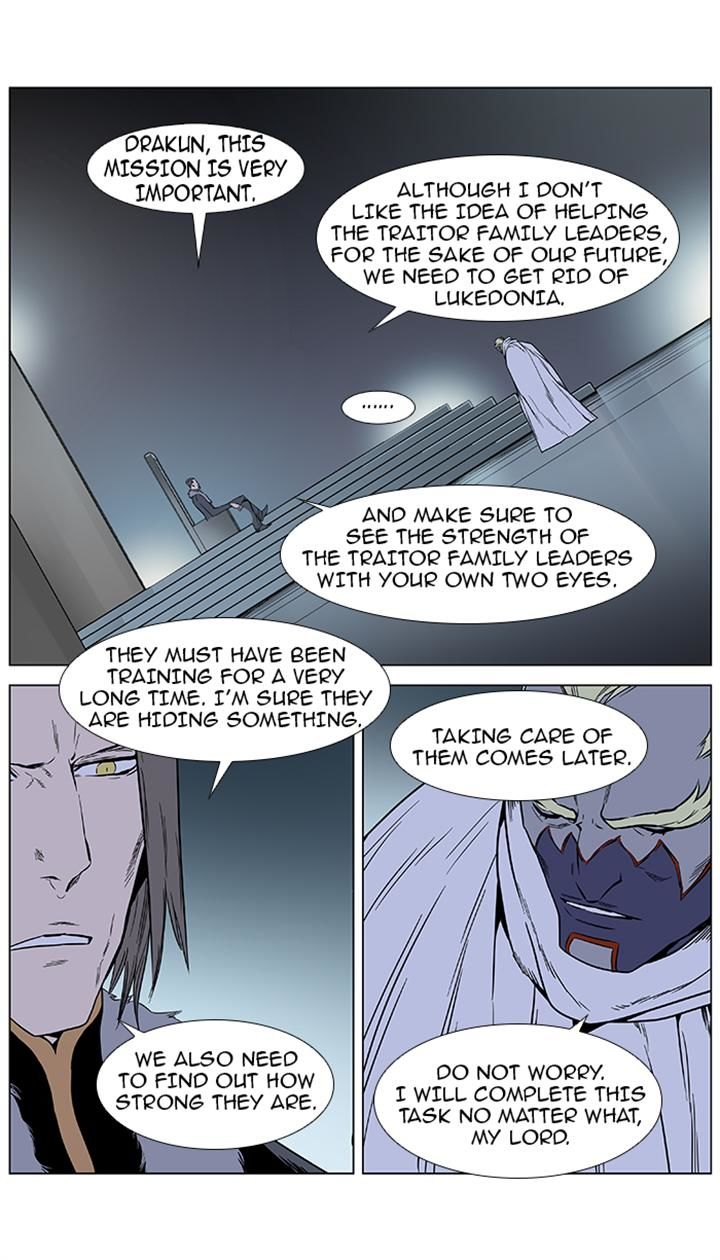 DRAKUN, THIS
MISSION IS VERY
IMPORTANT.
ALTHOUGH I DON'T
LIKE THE IDEA OF HELPING
THE TRAITOR FAMILY LEADERS,
FOR THE SAKE OF OUR FUTURE,
WE NEED TO GET RID OF
LUKEDONIA.
......
AND MAKE SURE TO
SEE THE STRENGTH OF
THE TRAITOR FAMILY LEADERS
WITH YOUR OWN TWO EYES.
THEY MUST HAVE BEEN
TRAINING FOR A VERY
LONG TIME. I'M SURE THEY
ARE HIDING SOMETHING.
WE ALSO NEED
TO FIND OUT HOW
STRONG THEY ARE.
TAKING CARE OF
THEM COMES LATER.
DO NOT WORRY.
I WILL COMPLETE THIS
TASK NO MATTER WHAT,
MY LORD.